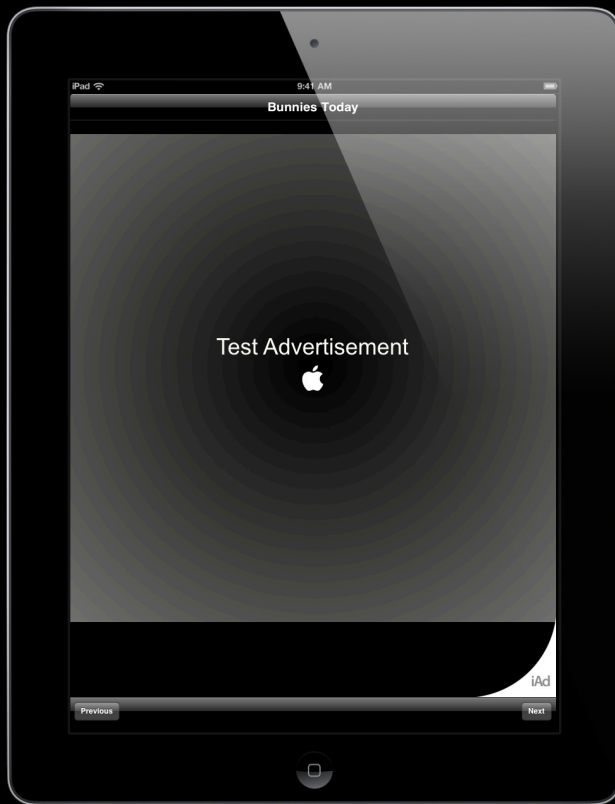 iPad 9:41 AM
Bunnies Today
Test Advertisement
iAd
Previous Next